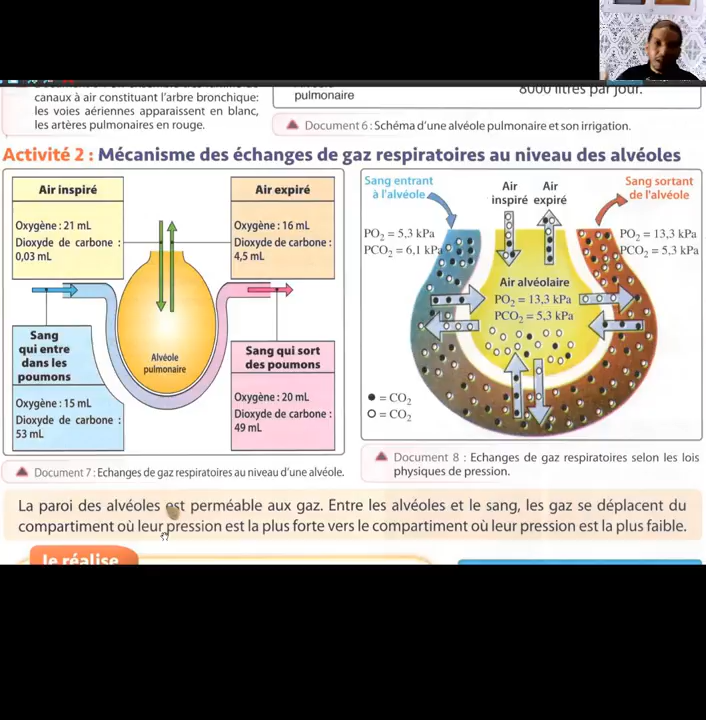 canaux à air constituant l'arbre bronchique:
les voies aériennes apparaissent en blanc,
les artères pulmonaires en rouge.
pulmonaire
8000 litres par jour.
Document 6 : Schéma d'une alvéole pulmonaire et son irrigation.
Activité 2 : Mécanisme des échanges de gaz respiratoires au niveau des alvéoles
Air inspiré
Oxygène : 21 mL
Dioxyde de carbone :
0,03 mL
Air expiré
Oxygène : 16 mL
Dioxyde de carbone :
4,5 mL
Sang
qui entre
dans les
poumons
Oxygène : 15 mL
Dioxyde de carbone :
53 mL
Alvéole
pulmonaire
Sang qui sort
des poumons
Oxygène : 20 mL
Dioxyde de carbone :
49 mL
Document 7 : Echanges de gaz respiratoires au niveau d'une alvéole.
Sang entrant
à l'alvéole
Air
inspiré
Air
expiré
Sang sortant
de l'alvéole
PO2 = 5,3 kPa
PCO2 = 6,1 kPa
PO2 = 13,3 kPa
PCO2 = 5,3 kPa
Air alvéolaire
PO2 = 13,3 kPa
PCO2 = 5,3 kPa
= CO2
= CO2
Document 8 : Echanges de gaz respiratoires selon les lois
physiques de pression.
La paroi des alvéoles est perméable aux gaz. Entre les alvéoles et le sang, les gaz se déplacent du
compartiment où leur pression est la plus forte vers le compartiment où leur pression est la plus faible.
Je réalise